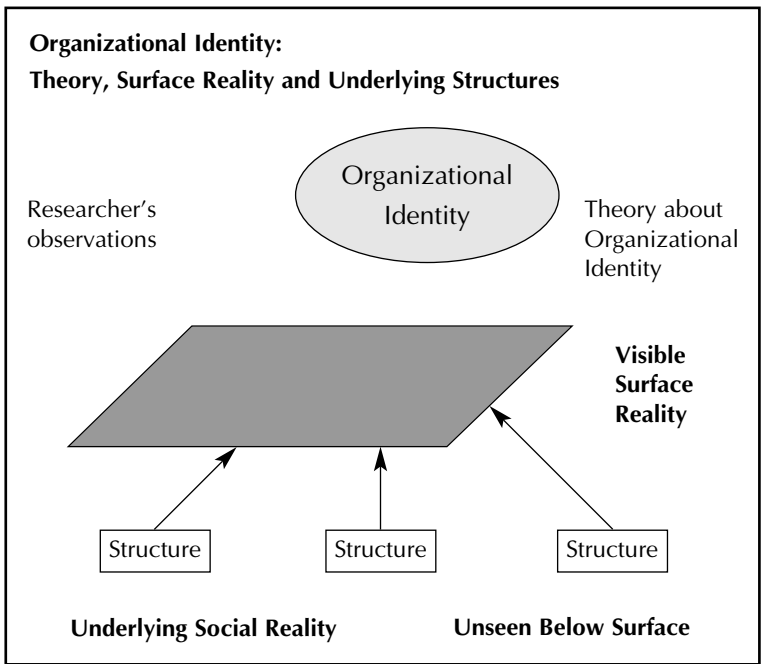 Organizational Identity:
Theory, Surface Reality and Underlying Structures
Organizational
Identity
Researcher's
observations
Theory about
Organizational
Identity
Visible
Surface
Reality
Structure
Structure
Structure
Underlying Social Reality
Unseen Below Surface